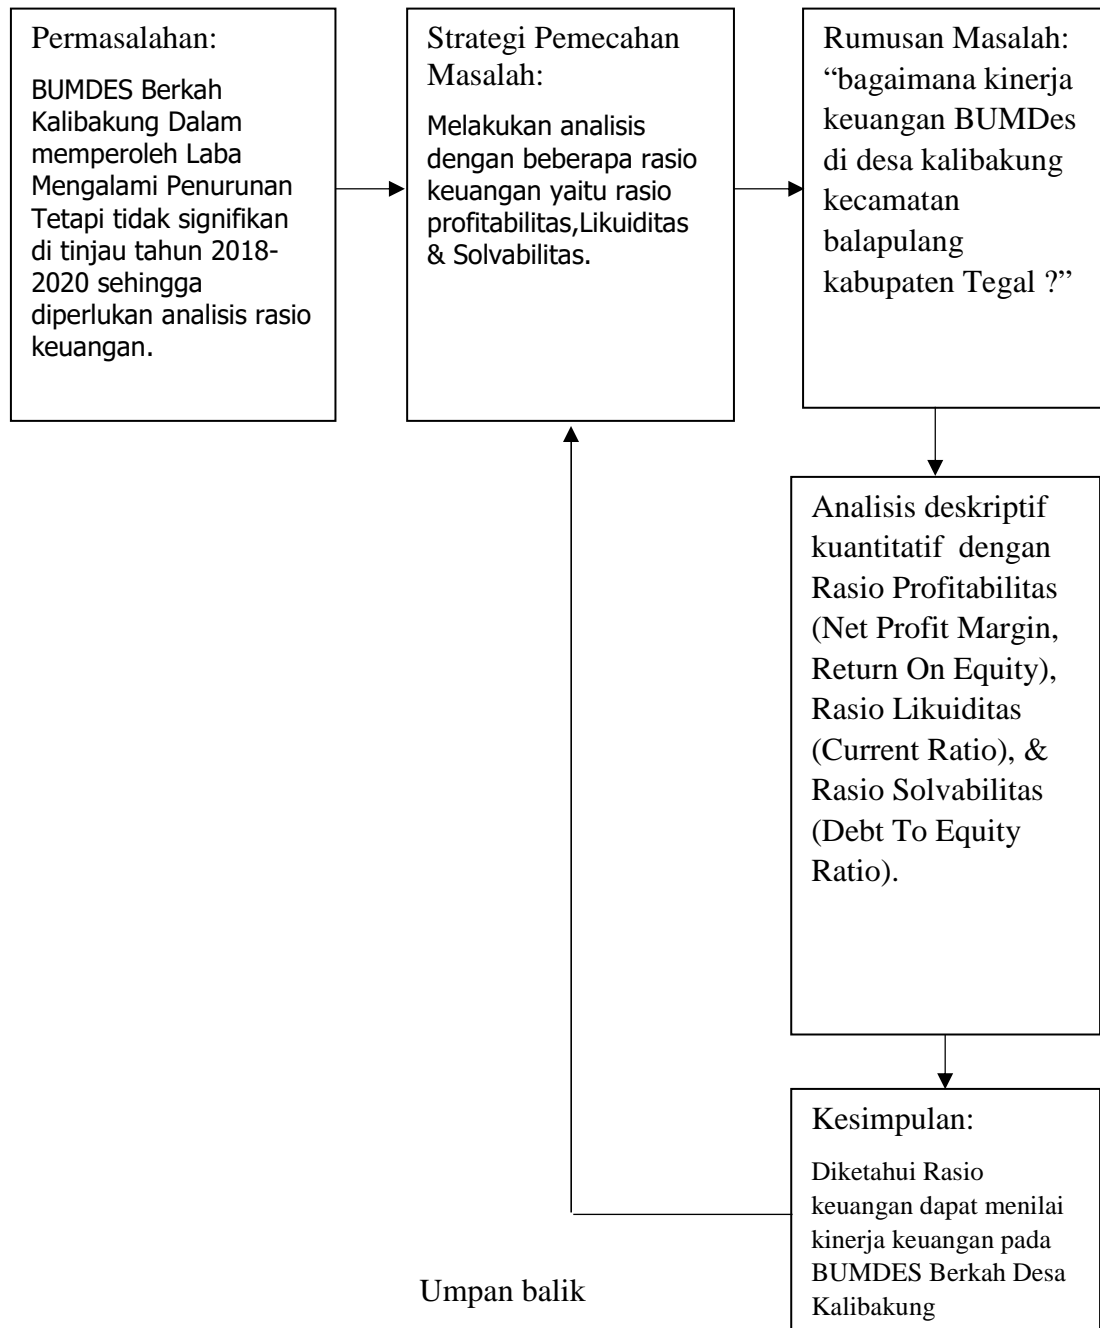 Permasalahan:
BUMDES Berkah
Kalibakung Dalam
memperoleh Laba
Mengalami Penurunan
Tetapi tidak signifikan
di tinjau tahun 2018-
2020 sehingga
diperlukan analisis rasio
keuangan.
Strategi Pemecahan
Masalah:
Melakukan analisis
dengan beberapa rasio
keuangan yaitu rasio
profitabilitas,Likuiditas
& Solvabilitas.
Rumusan Masalah:
“bagaimana kinerja
keuangan BUMDes
di desa kalibakung
kecamatan
balapulang
kabupaten Tegal ?”
Analisis deskriptif
kuantitatif dengan
Rasio Profitabilitas
(Net Profit Margin,
Return On Equity),
Rasio Likuiditas
(Current Ratio), &
Rasio Solvabilitas
(Debt To Equity
Ratio).
Kesimpulan:
Diketahui Rasio
keuangan dapat menilai
kinerja keuangan pada
BUMDES Berkah Desa
Kalibakung
Umpan balik